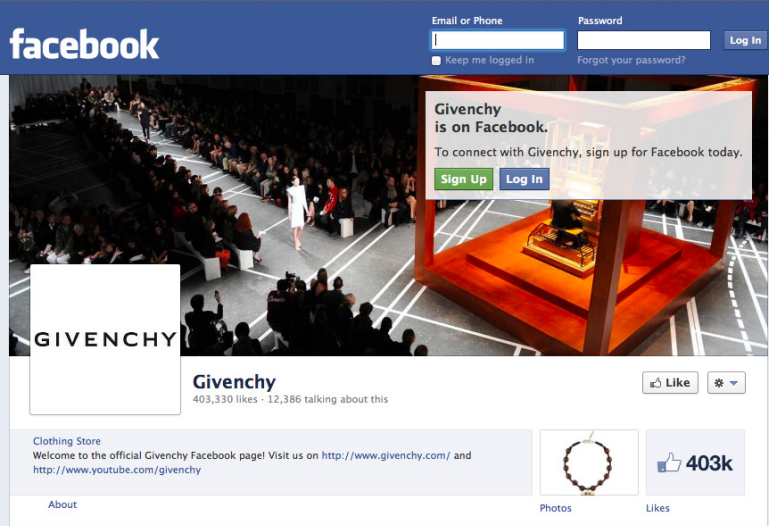 facebook
Email or Phone
Password
Log In
Keep me logged in
Forgot your password?
Givenchy
is on Facebook.
To connect with Givenchy, sign up for Facebook today.
Sign Up
Log In
GIVENCHY
Givenchy
403,330 likes · 12,386 talking about this
Like
Clothing Store
Welcome to the official Givenchy Facebook page! Visit us on http://www.givenchy.com/ and
http://www.youtube.com/givenchy
About
Photos
403k
Likes